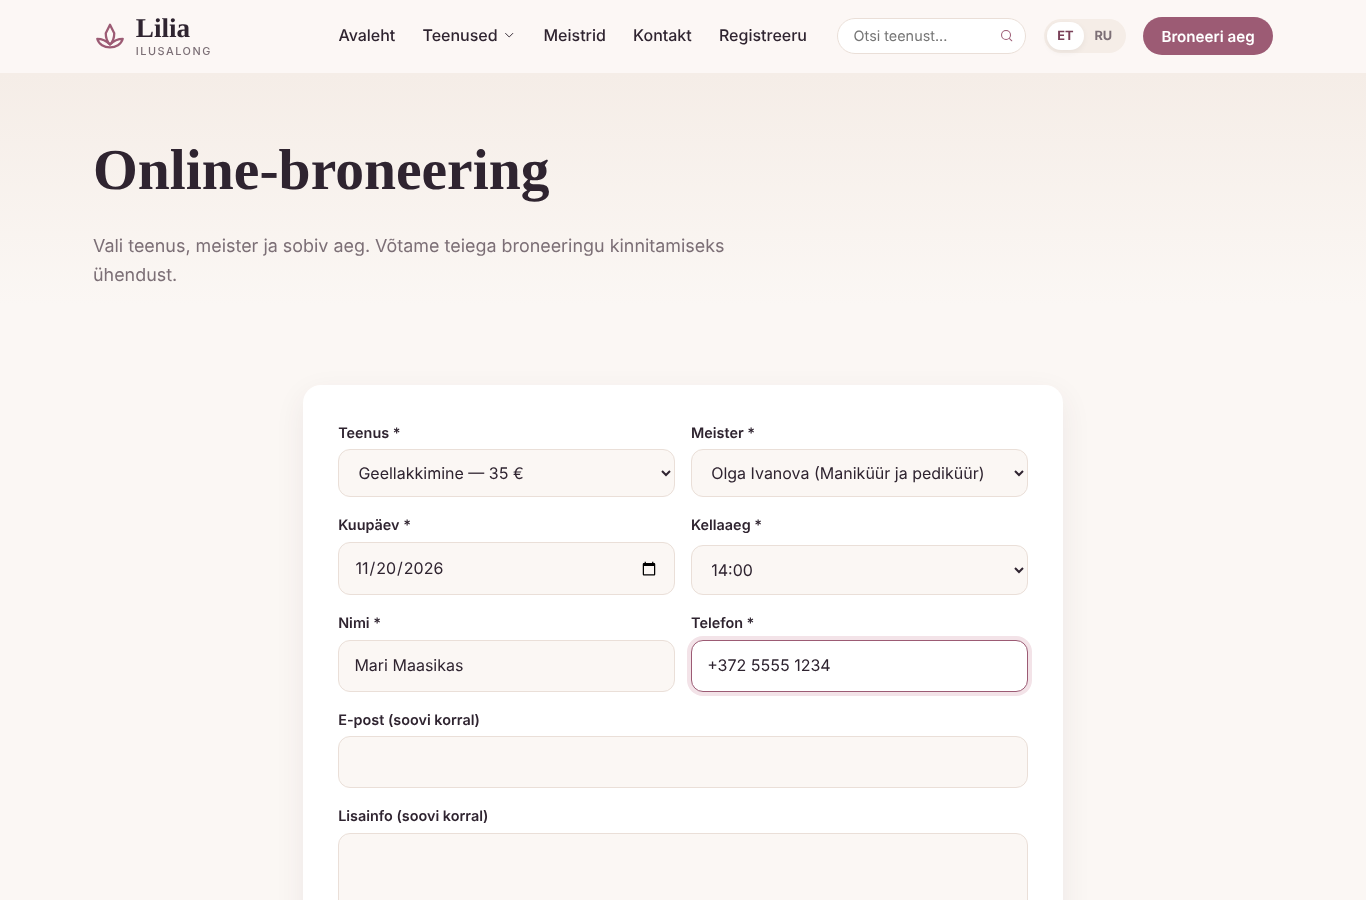 Lilia
ILUSALONG
Avaleht
Teenused
Meistrid
Kontakt
Registreeru
Otsi teenust...
ET
RU
Broneeri aeg
Online-broneering
Vali teenus, meister ja sobiv aeg. Võtame teiega broneeringu kinnitamiseks
ühendust.
Teenus *
Meister *
Geellakkimine — 35 €
Olga Ivanova (Maniküür ja pediküür)
Kuupäev *
Kellaaeg *
11/20/2026
14:00
Nimi *
Telefon *
Mari Maasikas
+372 5555 1234
E-post (soovi korral)
Lisainfo (soovi korral)